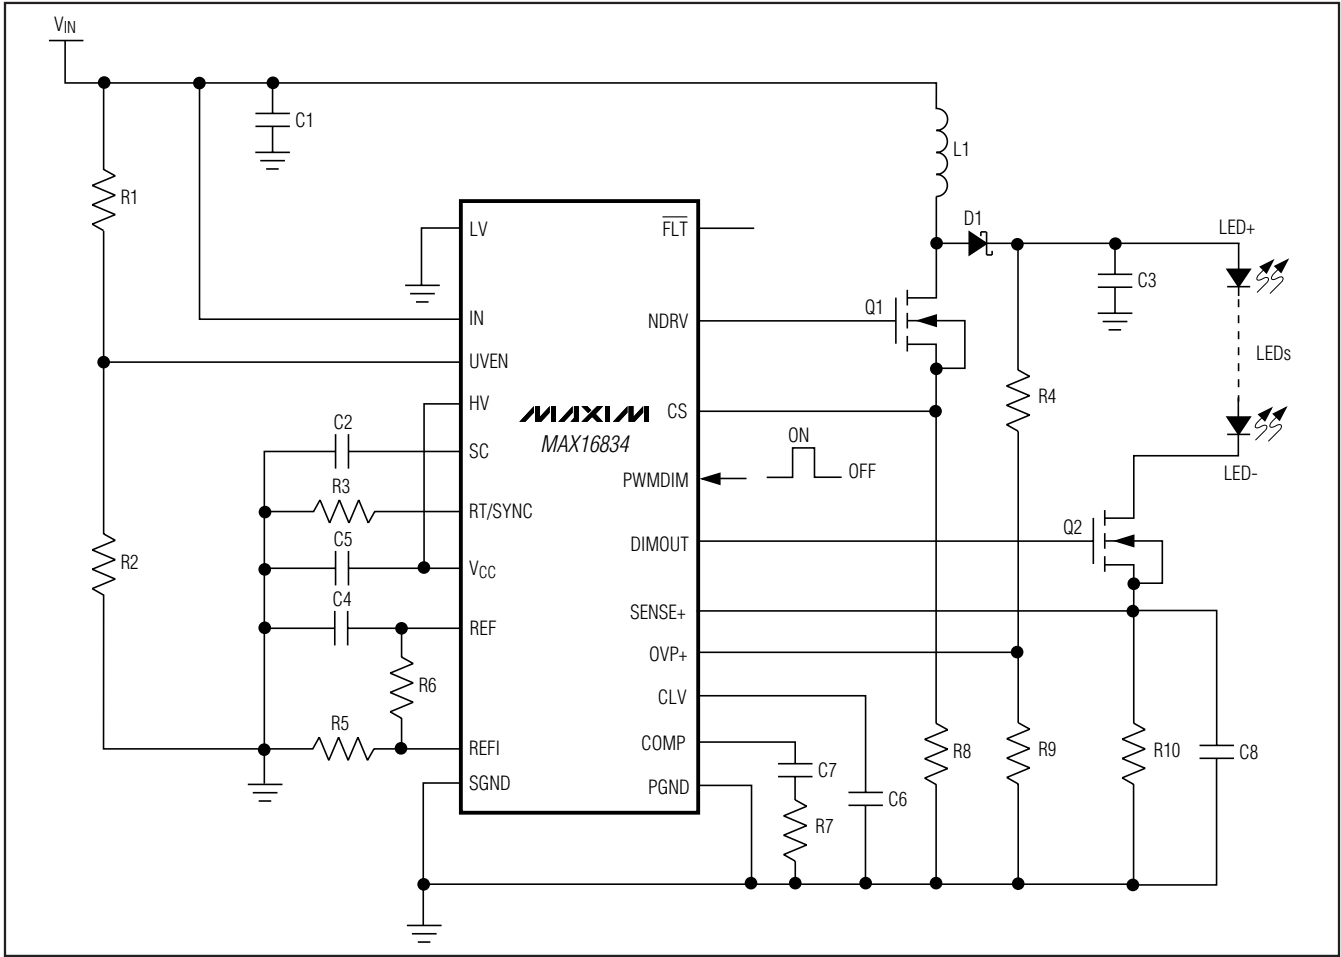 VIN
C1
R1
L1
D1
LED+
LV
FLT
C3
IN
NDRV
Q1
UVEN
LEDs
HV
MAXIM
MAX16834
CS
R4
C2
SC
ON
OFF
PWMDIM
LED-
R3
RT/SYNC
Q2
C5
DIMOUT
R2
VCC
C4
SENSE+
REF
OVP+
R6
CLV
R5
REFI
COMP
R8
R9
R10
C8
C7
SGND
PGND
C6
R7